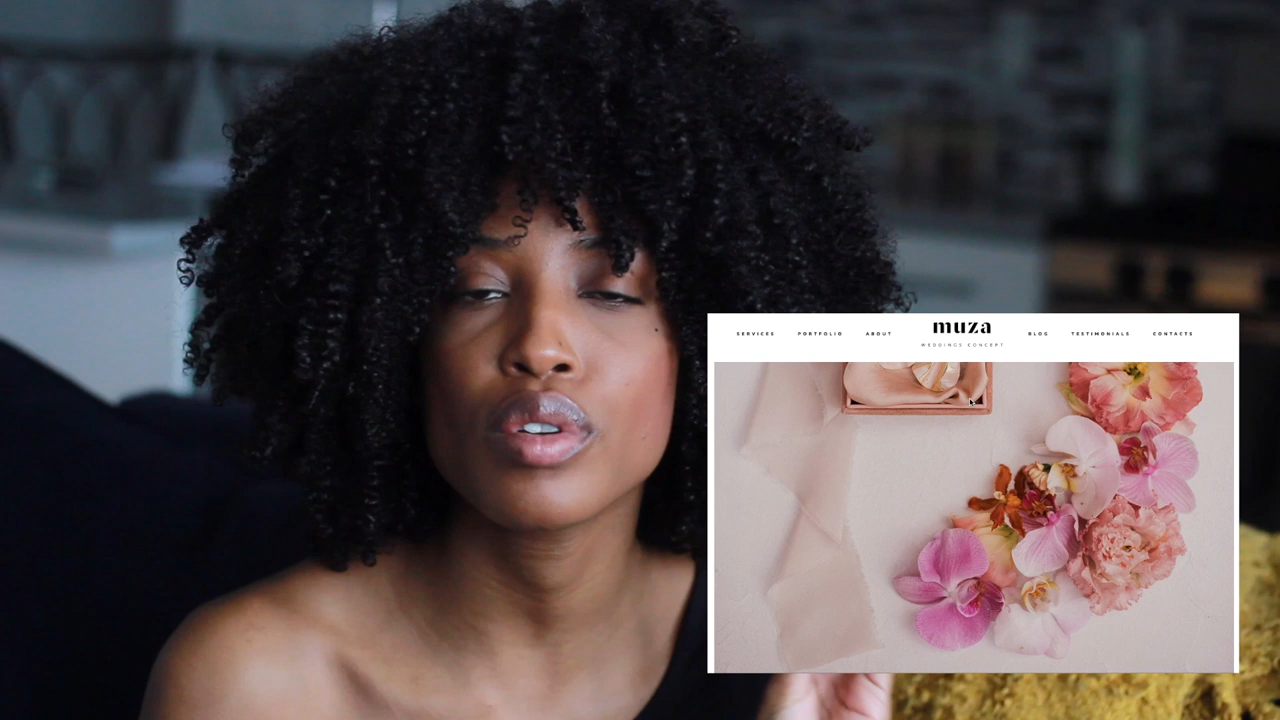 SERVICES PORTFOLIO ABOUT muza BLOG TESTIMONIALS CONTACTS
WEDDINGS CONCEPT